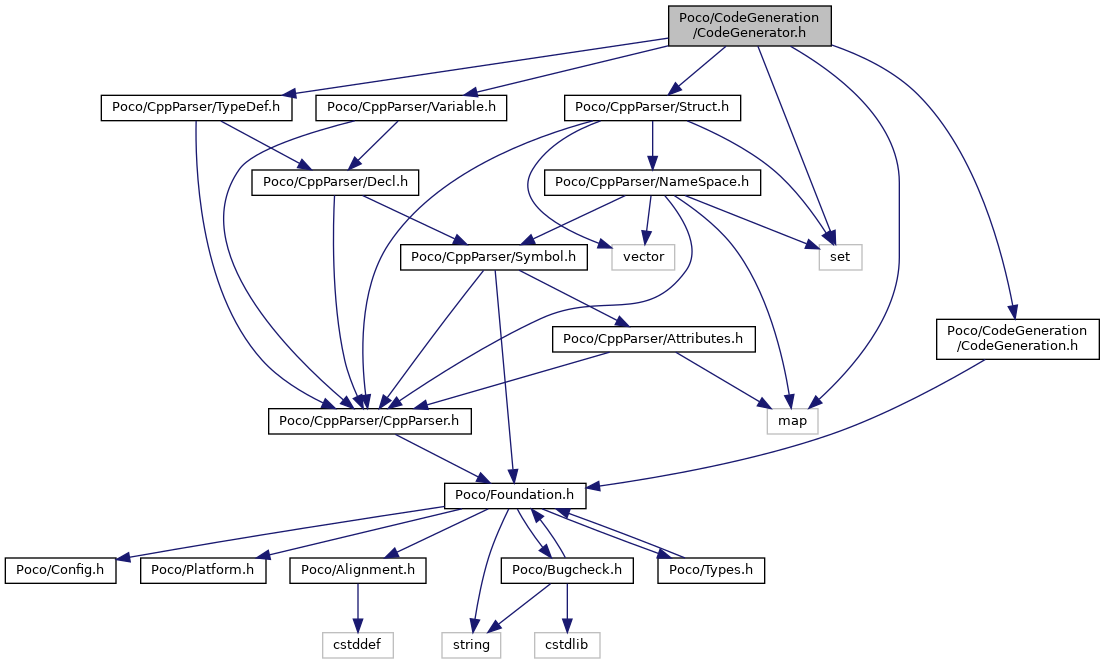 Poco/CodeGeneration
/CodeGenerator.h
Poco/CppParser/TypeDef.h
Poco/CppParser/Variable.h
Poco/CppParser/Struct.h
Poco/CppParser/Decl.h
Poco/CppParser/NameSpace.h
Poco/CppParser/Symbol.h
vector
set
Poco/CodeGeneration
/CodeGeneration.h
Poco/CppParser/Attributes.h
Poco/CppParser/CppParser.h
map
Poco/Foundation.h
Poco/Config.h
Poco/Platform.h
Poco/Alignment.h
Poco/Bugcheck.h
Poco/Types.h
cstddef
string
cstdlib